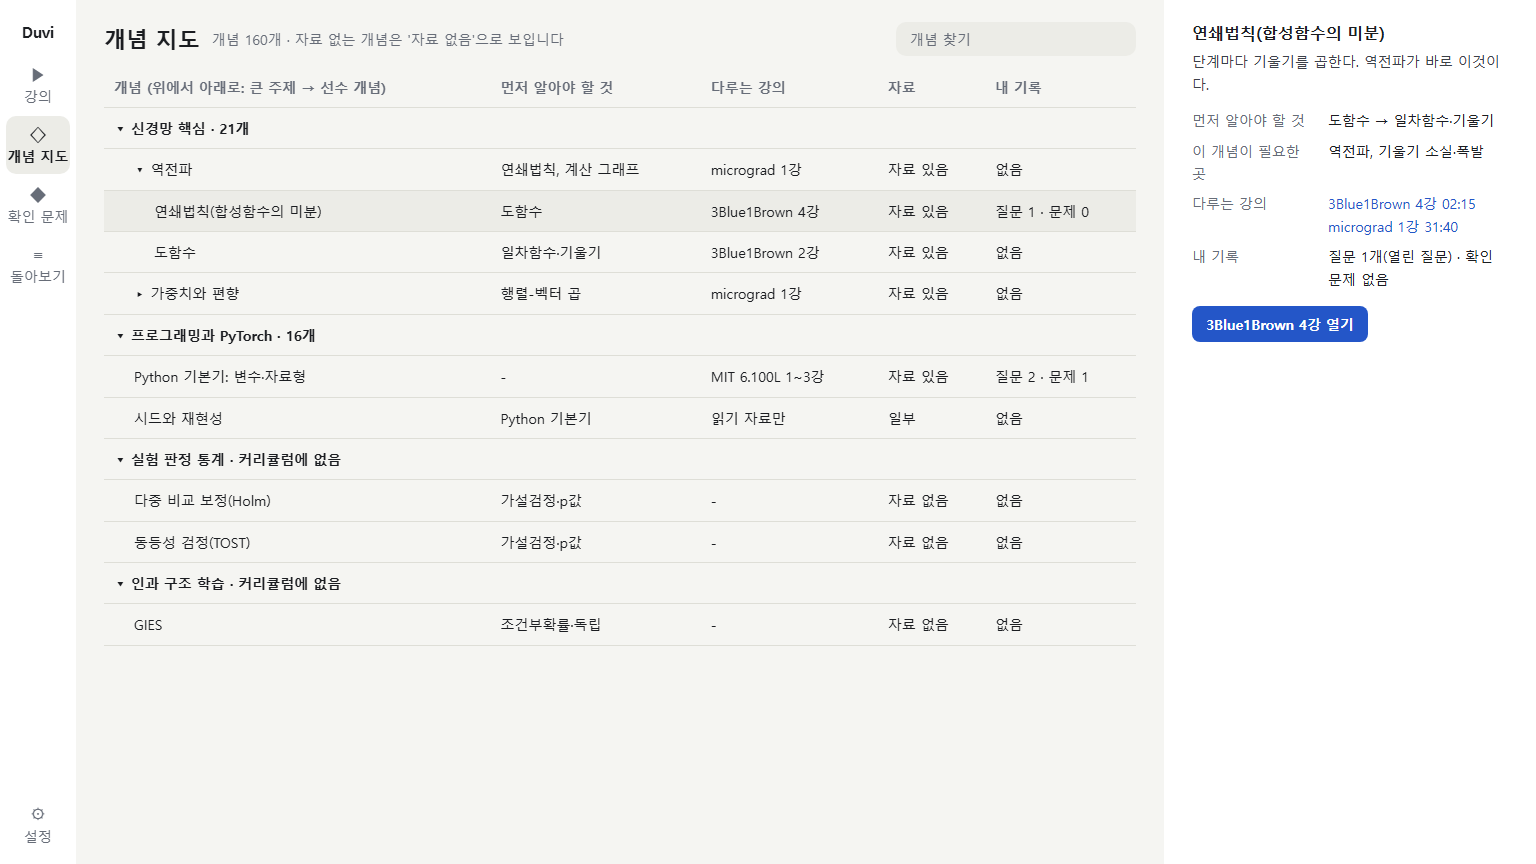 Duvi
강의
개념 지도
확인 문제
돌아보기
설정
개념 지도 개념 160개 · 자료 없는 개념은 '자료 없음'으로 보입니다 개념 찾기
개념 (위에서 아래로: 큰 주제 → 선수 개념) 먼저 알아야 할 것 다루는 강의 자료 내 기록
▾ 신경망 핵심 · 21개
▾ 역전파 연쇄법칙, 계산 그래프 micrograd 1강 자료 있음 없음
연쇄법칙(합성함수의 미분) 도함수 3Blue1Brown 4강 자료 있음 질문 1 · 문제 0
도함수 일차함수·기울기 3Blue1Brown 2강 자료 있음 없음
▸ 가중치와 편향 행렬-벡터 곱 micrograd 1강 자료 있음 없음
▾ 프로그래밍과 PyTorch · 16개
Python 기본기: 변수·자료형 - MIT 6.100L 1~3강 자료 있음 질문 2 · 문제 1
시드와 재현성 Python 기본기 읽기 자료만 일부 없음
▾ 실험 판정 통계 · 커리큘럼에 없음
다중 비교 보정(Holm) 가설검정·p값 - 자료 없음 없음
동등성 검정(TOST) 가설검정·p값 - 자료 없음 없음
▾ 인과 구조 학습 · 커리큘럼에 없음
GIES 조건부확률·독립 - 자료 없음 없음
연쇄법칙(합성함수의 미분)
단계마다 기울기를 곱한다. 역전파가 바로 이것이
다.
먼저 알아야 할 것 도함수 → 일차함수·기울기
이 개념이 필요한 역전파, 기울기 소실·폭발
곳
다루는 강의 3Blue1Brown 4강 02:15
micrograd 1강 31:40
내 기록 질문 1개(열린 질문) · 확인
문제 없음
3Blue1Brown 4강 열기